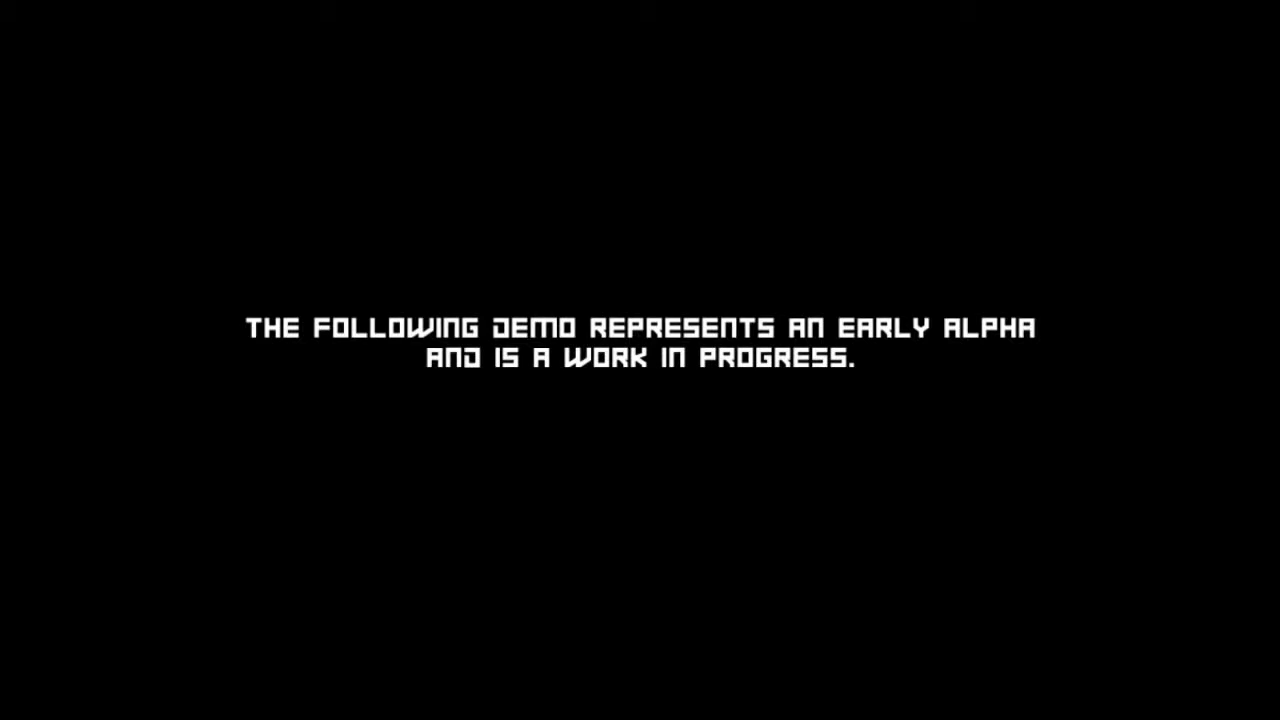 THE FOLLOWING DEMO REPRESENTS AN EARLY ALPHA
AND IS A WORK IN PROGRESS.